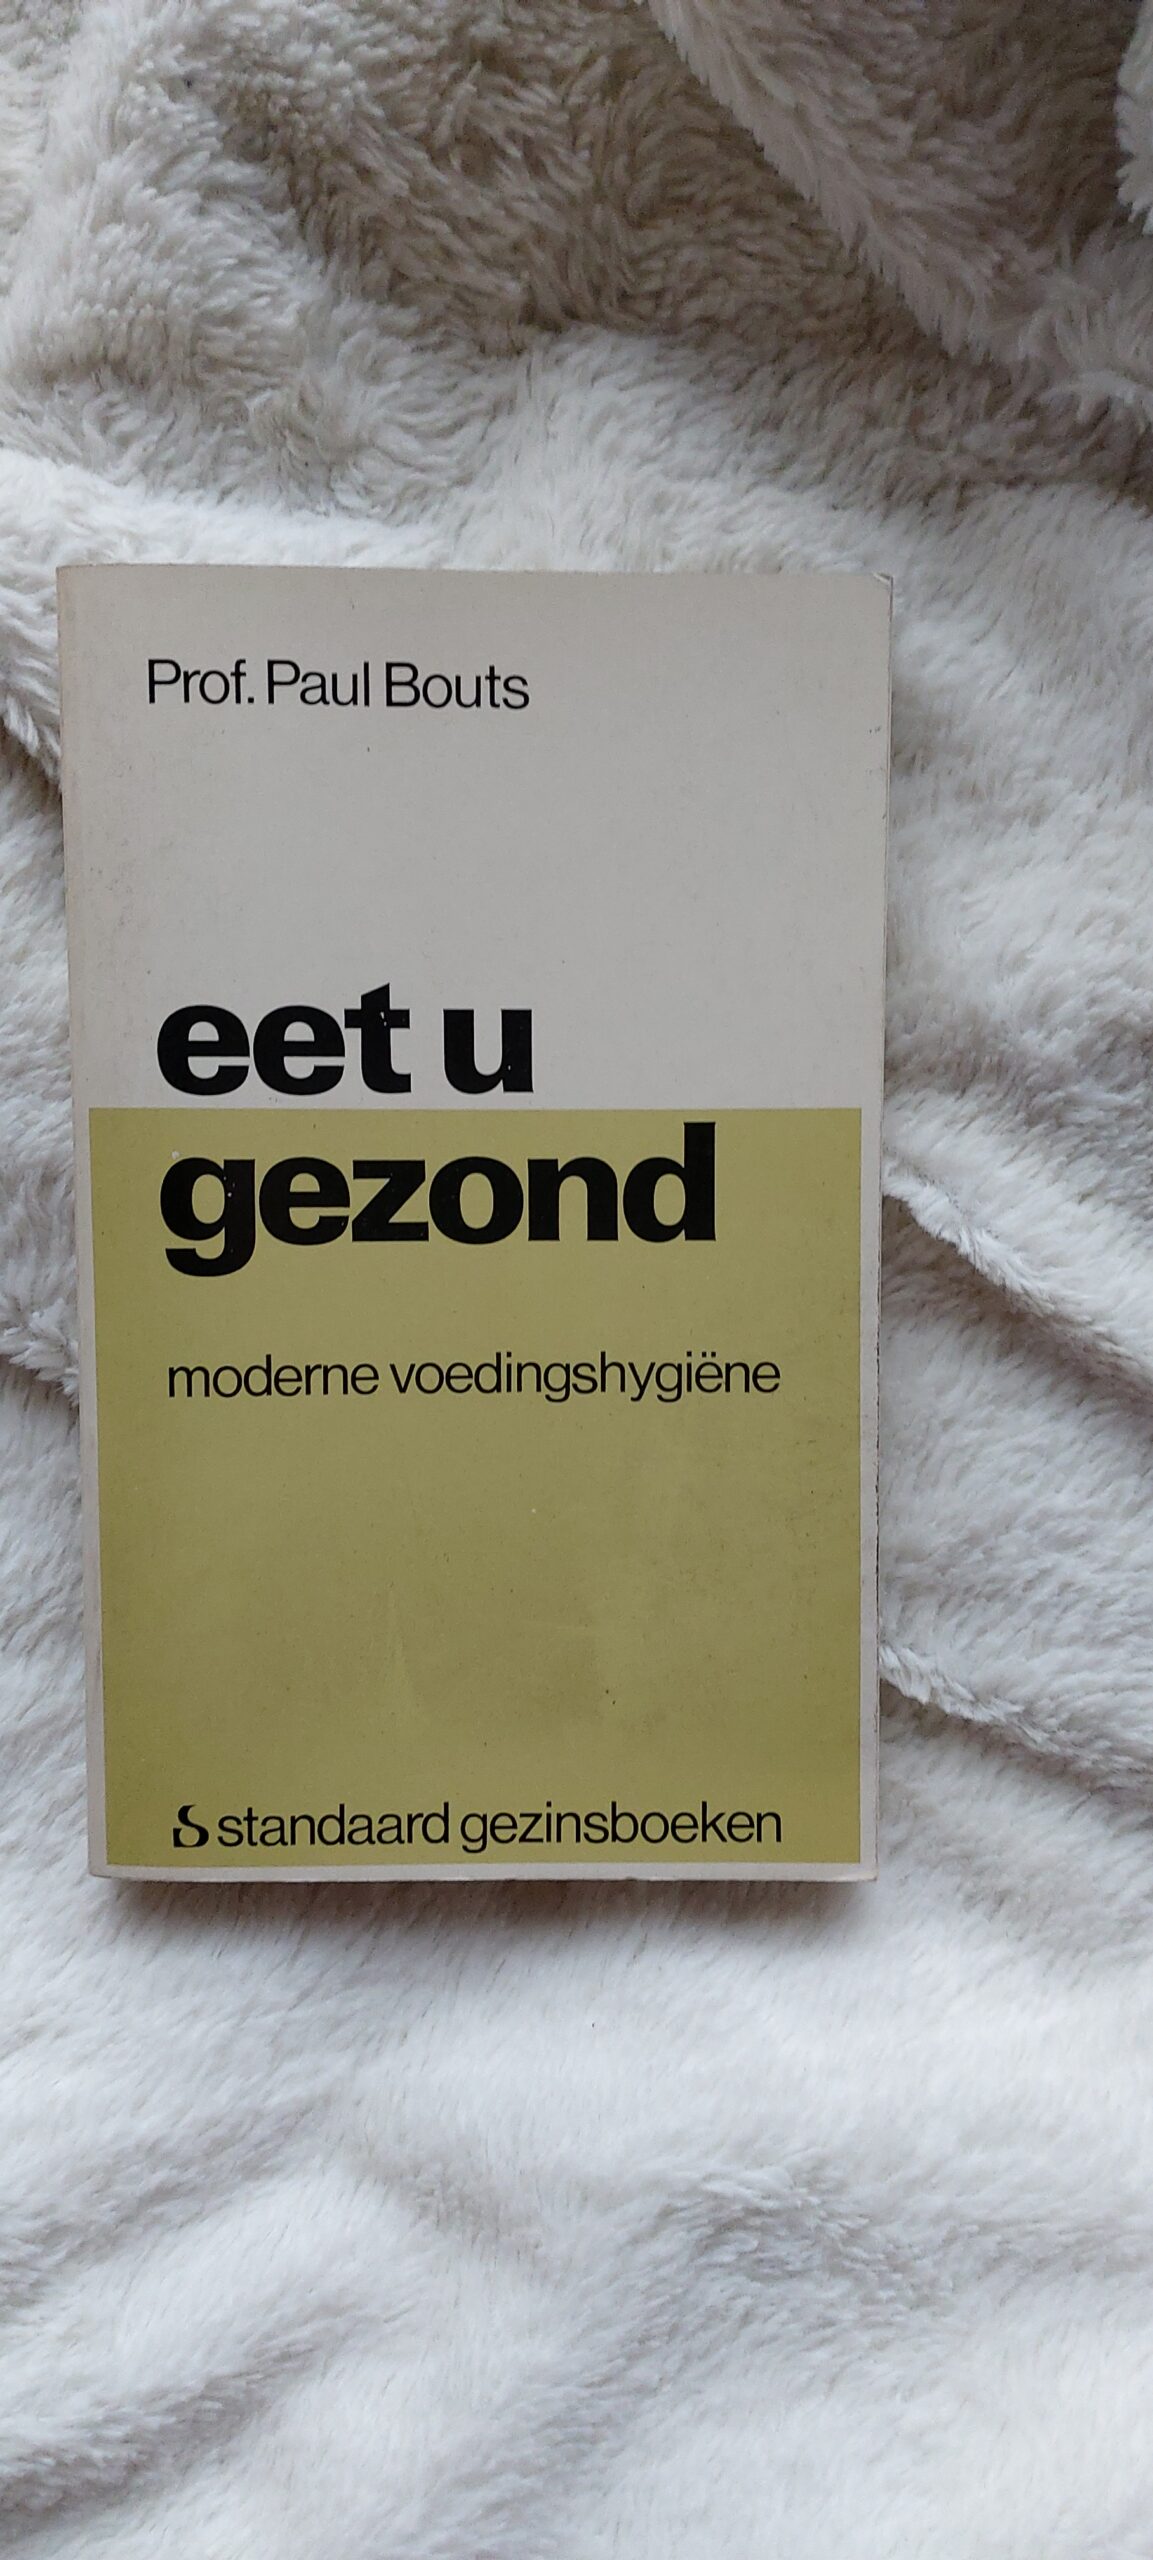 Prof. Paul Bouts
eet u
gezond
moderne voedingshygiëne
standaard gezinsboeken